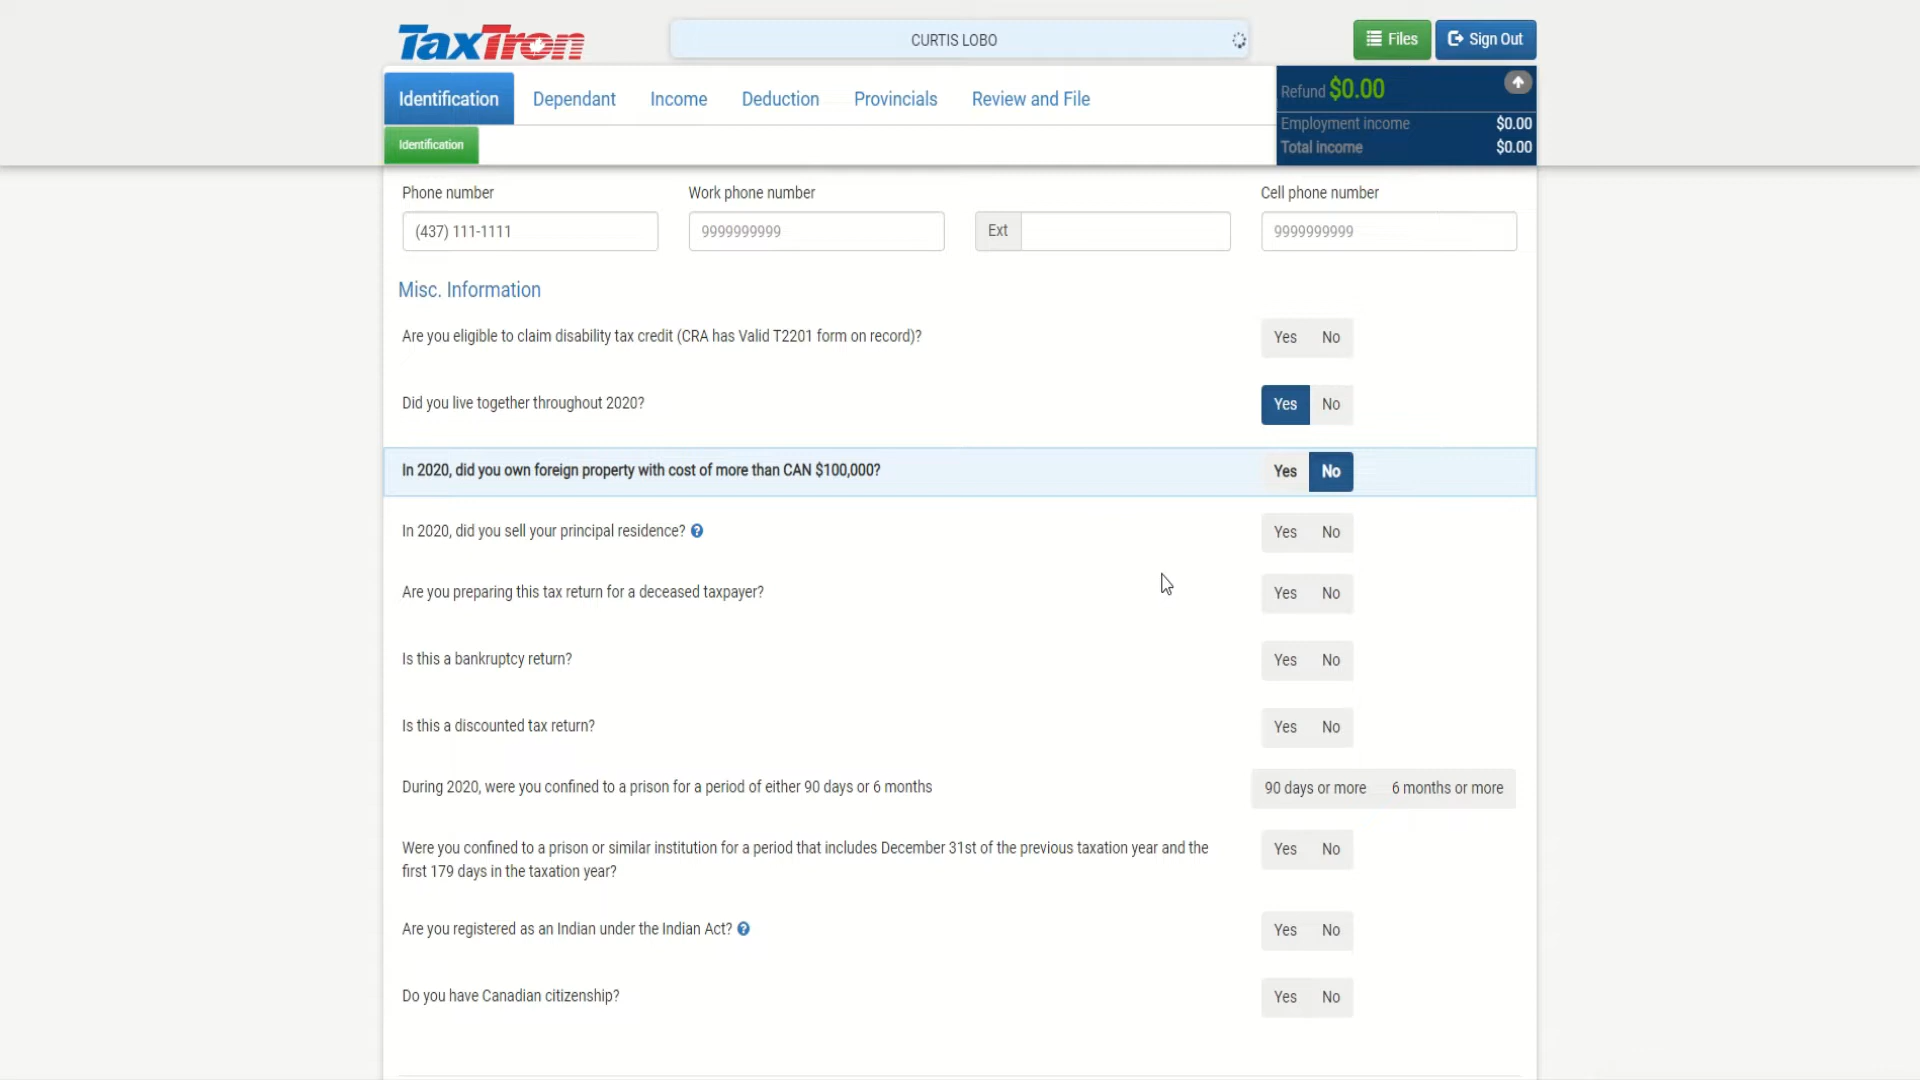 TaxTron
CURTIS LOBO
Files
Sign Out
Identification
Dependant
Income
Deduction
Provincials
Review and File
Refund $0.00
Employment income $0.00
Total income $0.00
Identification
Phone number
Work phone number
Cell phone number
(437) 111-1111
9999999999
Ext
9999999999
Misc. Information
Are you eligible to claim disability tax credit (CRA has Valid T2201 form on record)? Yes No
Did you live together throughout 2020? Yes No
In 2020, did you own foreign property with cost of more than CAN $100,000? Yes No
In 2020, did you sell your principal residence? Yes No
Are you preparing this tax return for a deceased taxpayer? Yes No
Is this a bankruptcy return? Yes No
Is this a discounted tax return? Yes No
During 2020, were you confined to a prison for a period of either 90 days or 6 months 90 days or more 6 months or more
Were you confined to a prison or similar institution for a period that includes December 31st of the previous taxation year and the
first 179 days in the taxation year? Yes No
Are you registered as an Indian under the Indian Act? Yes No
Do you have Canadian citizenship? Yes No